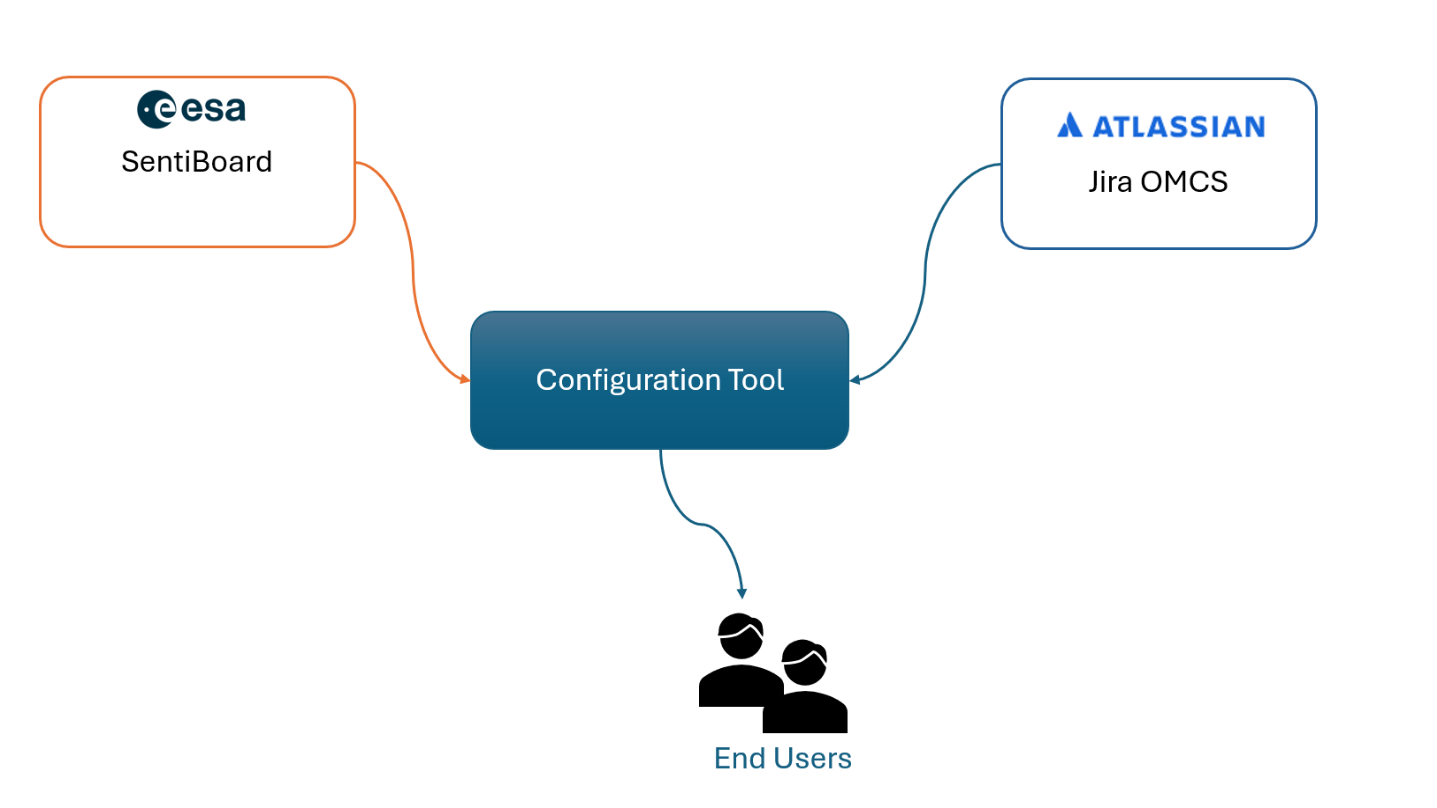 esa
SentiBoard
ATLASSIAN
Jira OMCS
Configuration Tool
End Users